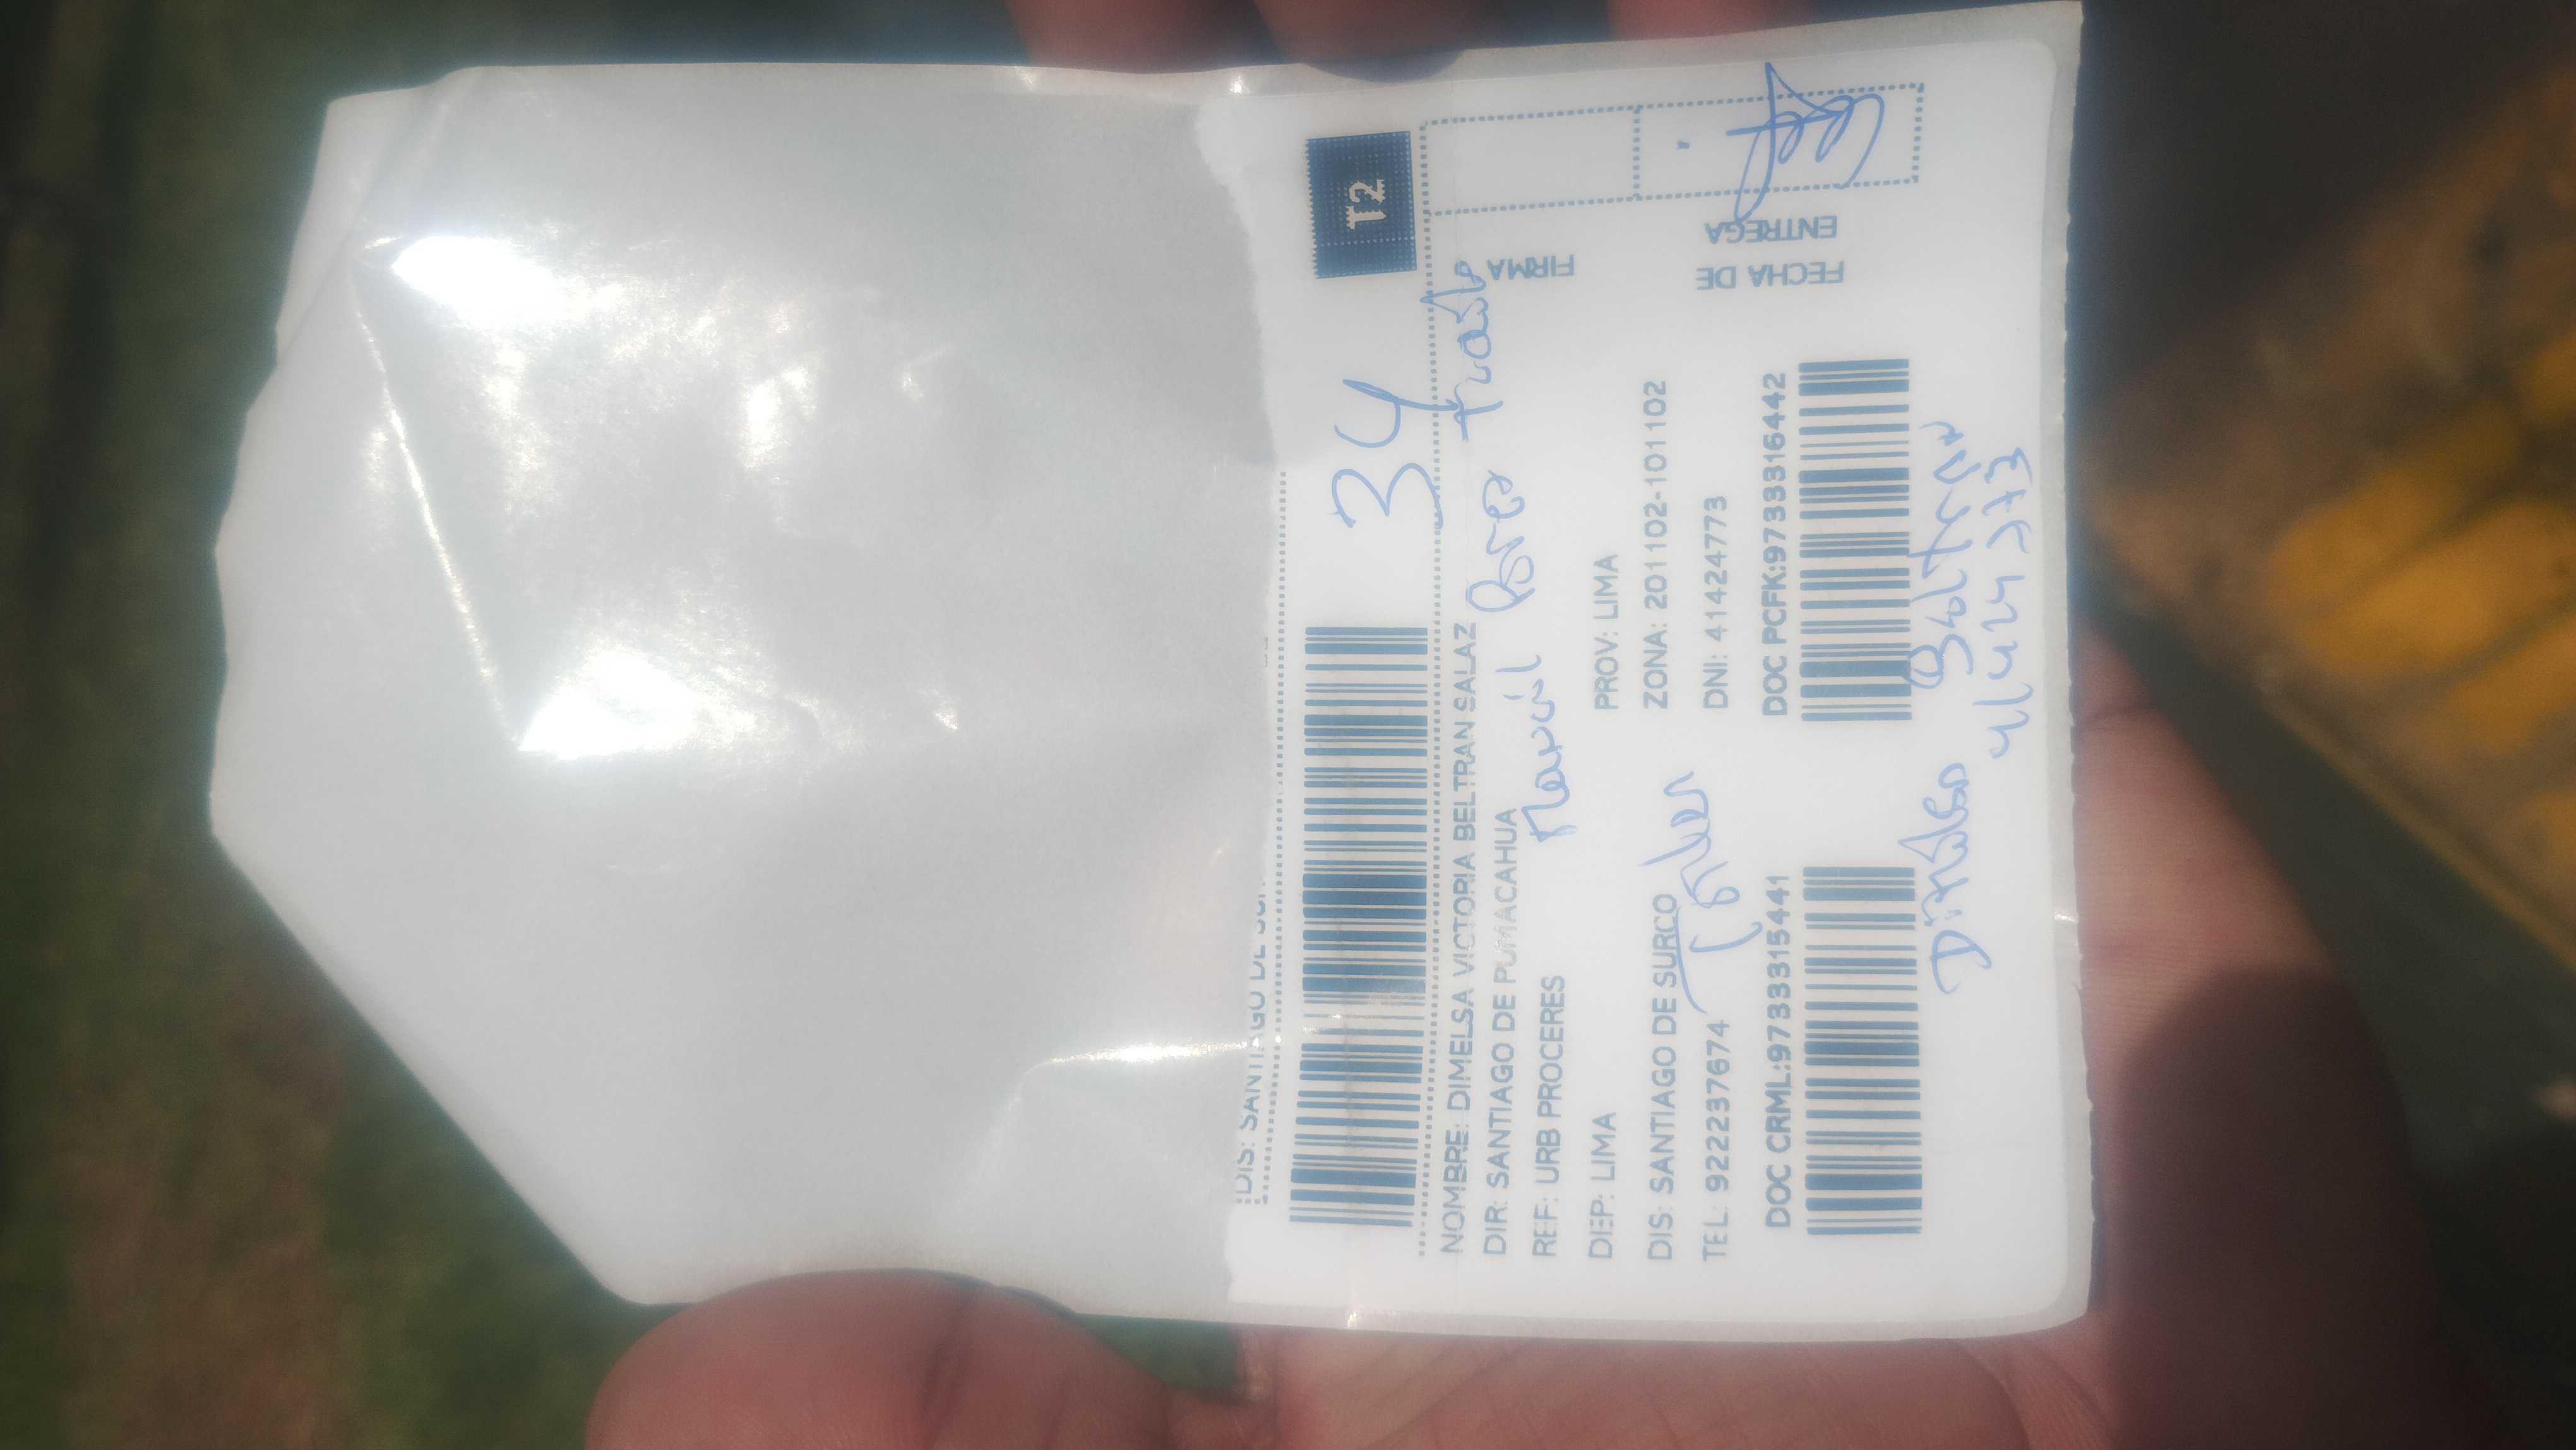 DIS: SANTIAGO DE SUR
34
T2
NOMBRE: DIMELSA VICTORIA BELTRAN SALAZ
DIR: SANTIAGO DE PUMACAHUA
REF: URB PROCERES
DEP: LIMA
PROV: LIMA
DIS: SANTIAGO DE SURCO
ZONA: 201102-101102
TEL: 922237674
DNI: 41424773
DOC CRML:9733315441
DOC PCFK:9733316442
FIRMA
FECHA DE
ENTREGA
Beltran